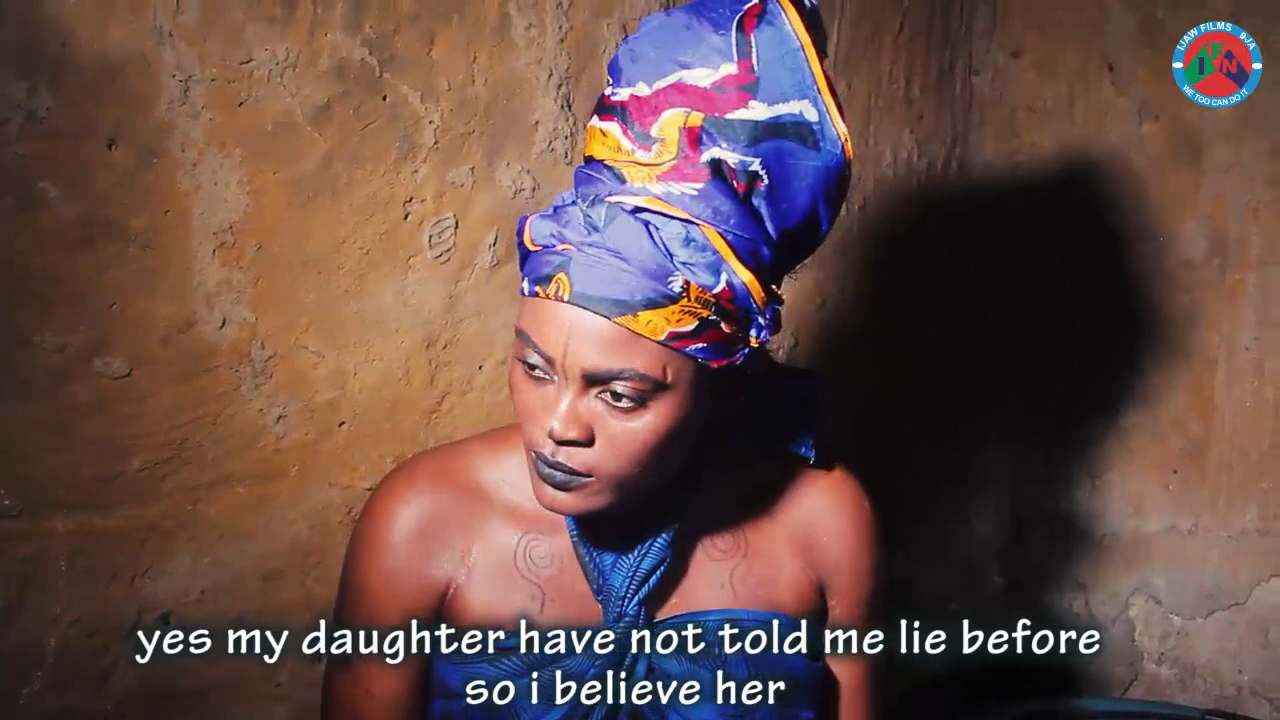 IJAW FILMS 9JA
IFN
WE TOO CAN DO IT
yes my daughter have not told me lie before
so i believe her